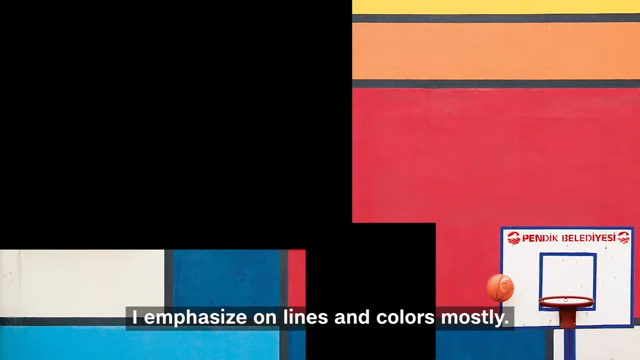 PENDİK BELEDİYESİ
I emphasize on lines and colors mostly.